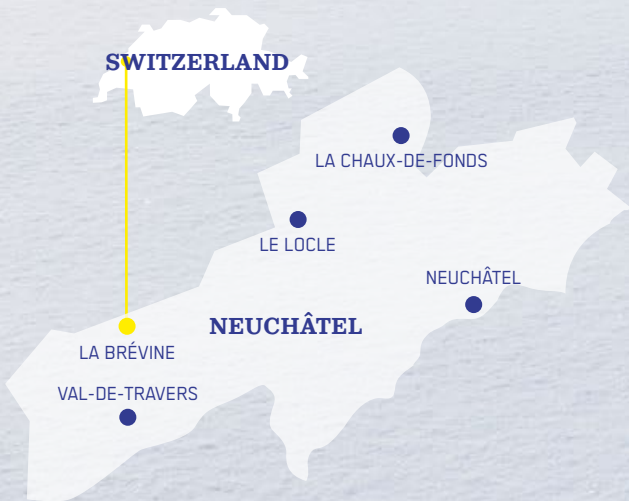 SWITZERLAND
LA CHAUX-DE-FONDS
LE LOCLE
NEUCHÂTEL
NEUCHÂTEL
LA BRÉVINE
VAL-DE-TRAVERS